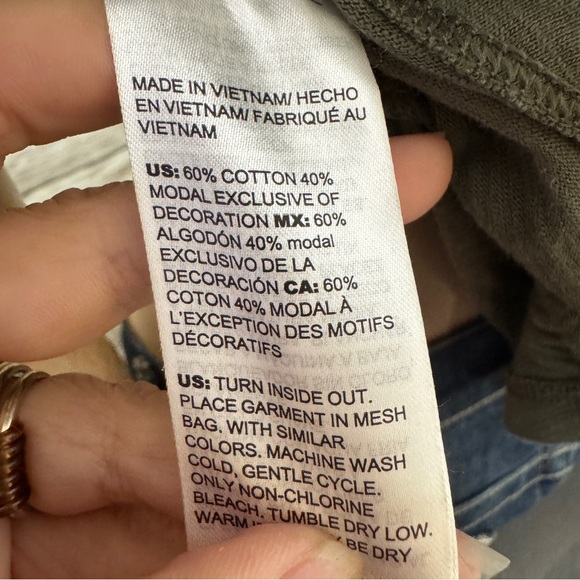 MADE IN VIETNAM/ HECHO
EN VIETNAM/ FABRIQUÉ AU
VIETNAM
US: 60% COTTON 40%
MODAL EXCLUSIVE OF
DECORATION MX: 60%
ALGODÓN 40% modal
EXCLUSIVO DE LA
DECORACIÓN CA: 60%
COTON 40% MODAL À
L'EXCEPTION DES MOTIFS
DÉCORATIFS
US: TURN INSIDE OUT.
PLACE GARMENT IN MESH
BAG. WITH SIMILAR
COLORS. MACHINE WASH
COLD, GENTLE CYCLE.
ONLY NON-CHLORINE
BLEACH. TUMBLE DRY LOW.
WARM BE DRY